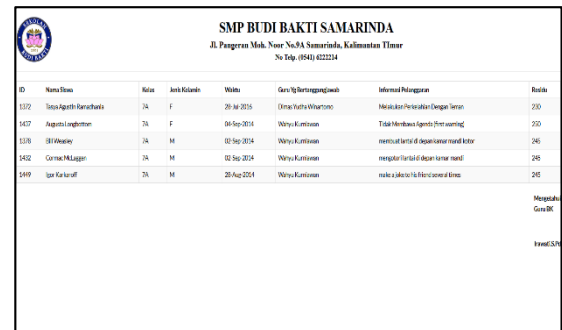 SMP BUDI BAKTI SAMARINDA
Jl. Pangeran Moh. Noor No.9A Samarinda, Kalimantan TImur
No Telp. (0541) 6222214
ID Nama Siswa Kelas Jenis Kelamin Waktu Guru Yg Bertanggungjawab Informasi Pelanggaran Residu
1372 Tasya Agustin Ramadhania 7A F 28-Jul-2016 Dimas Yudha Winartomo Melakukan Perkelahian Dengan Teman 230
1437 Augusta Longbottom 7A F 04-Sep-2014 Wahyu Kurniawan Tidak Membawa Agenda (first warning) 250
1378 Bill Weasley 7A M 02-Sep-2014 Wahyu Kurniawan membuat lantai di depan kamar mandi kotor 245
1432 Cormac McLaggen 7A M 02-Sep-2014 Wahyu Kurniawan mengotori lantai di depan kamar mandi 245
1449 Igor Karkaroff 7A M 28-Aug-2014 Wahyu Kurniawan make a joke to his friend several times 245
Mengetahui
Guru BK
Irawati.S.Pd